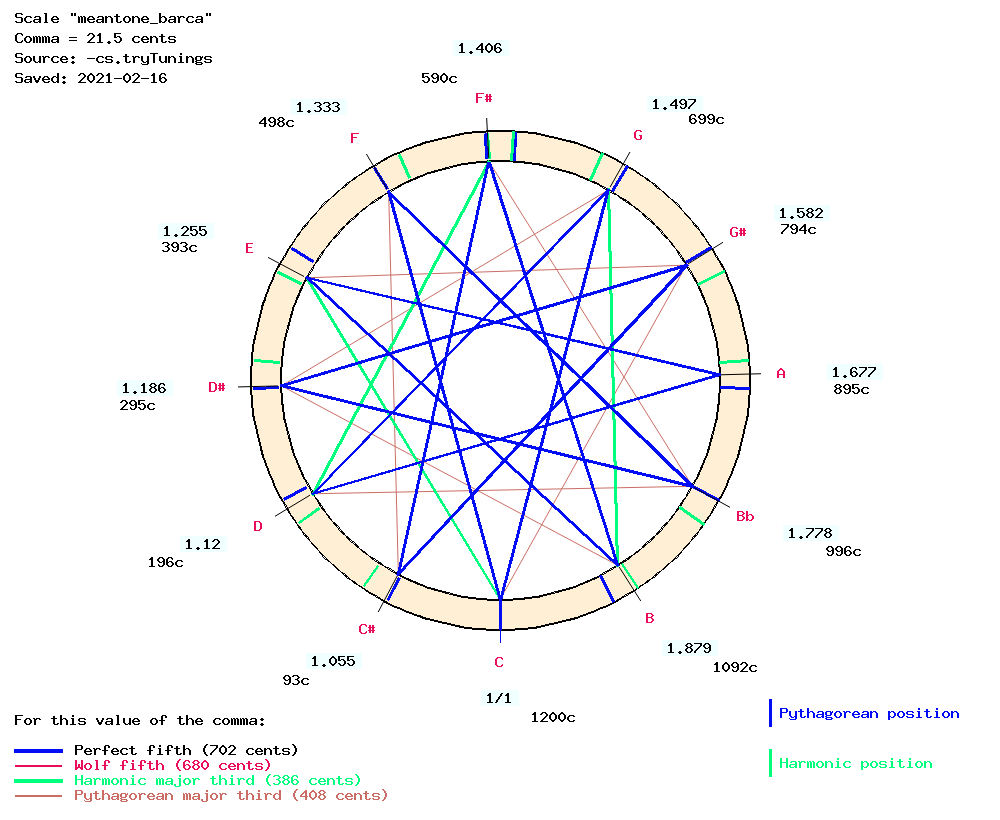 Scale "meantone_barca"
Comma = 21.5 cents
Source: -cs.tryTunings
Saved: 2021-02-16
1.406
590c
F#
1.333
498c
F
1.497
699c
G
1.255
393c
E
1.582
794c
G#
1.186
295c
D#
1.677
895c
A
1.12
196c
D
1.778
996c
Bb
1.055
93c
C#
1.879
1092c
B
C
1/1
1200c
For this value of the comma:
Perfect fifth (702 cents)
Wolf fifth (680 cents)
Harmonic major third (386 cents)
Pythagorean major third (408 cents)
Pythagorean position
Harmonic position